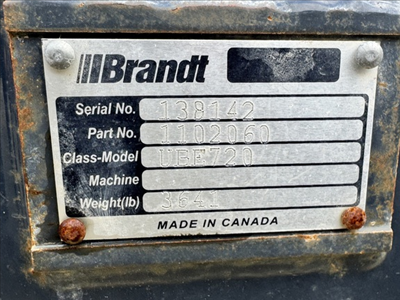 Brandt
Serial No. 138142
Part No. 1102060
Class-Model UBE720
Machine
Weight(lb) 3641
MADE IN CANADA